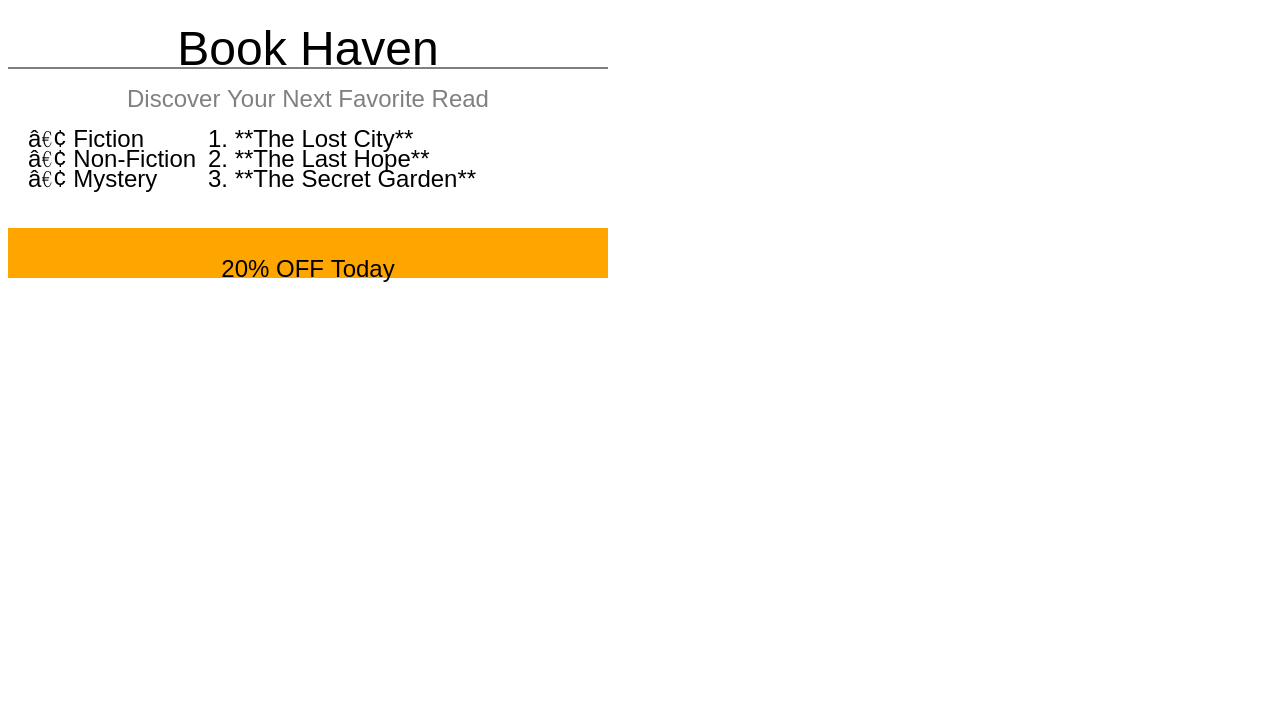 Book Haven
Discover Your Next Favorite Read
â€¢ Fiction
â€¢ Non-Fiction
â€¢ Mystery
1. **The Lost City**
2. **The Last Hope**
3. **The Secret Garden**
20% OFF Today